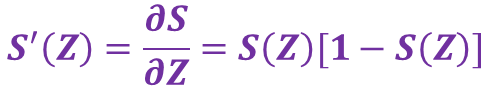 S′(Z) = ∂S/∂Z = S(Z)[1 − S(Z)]